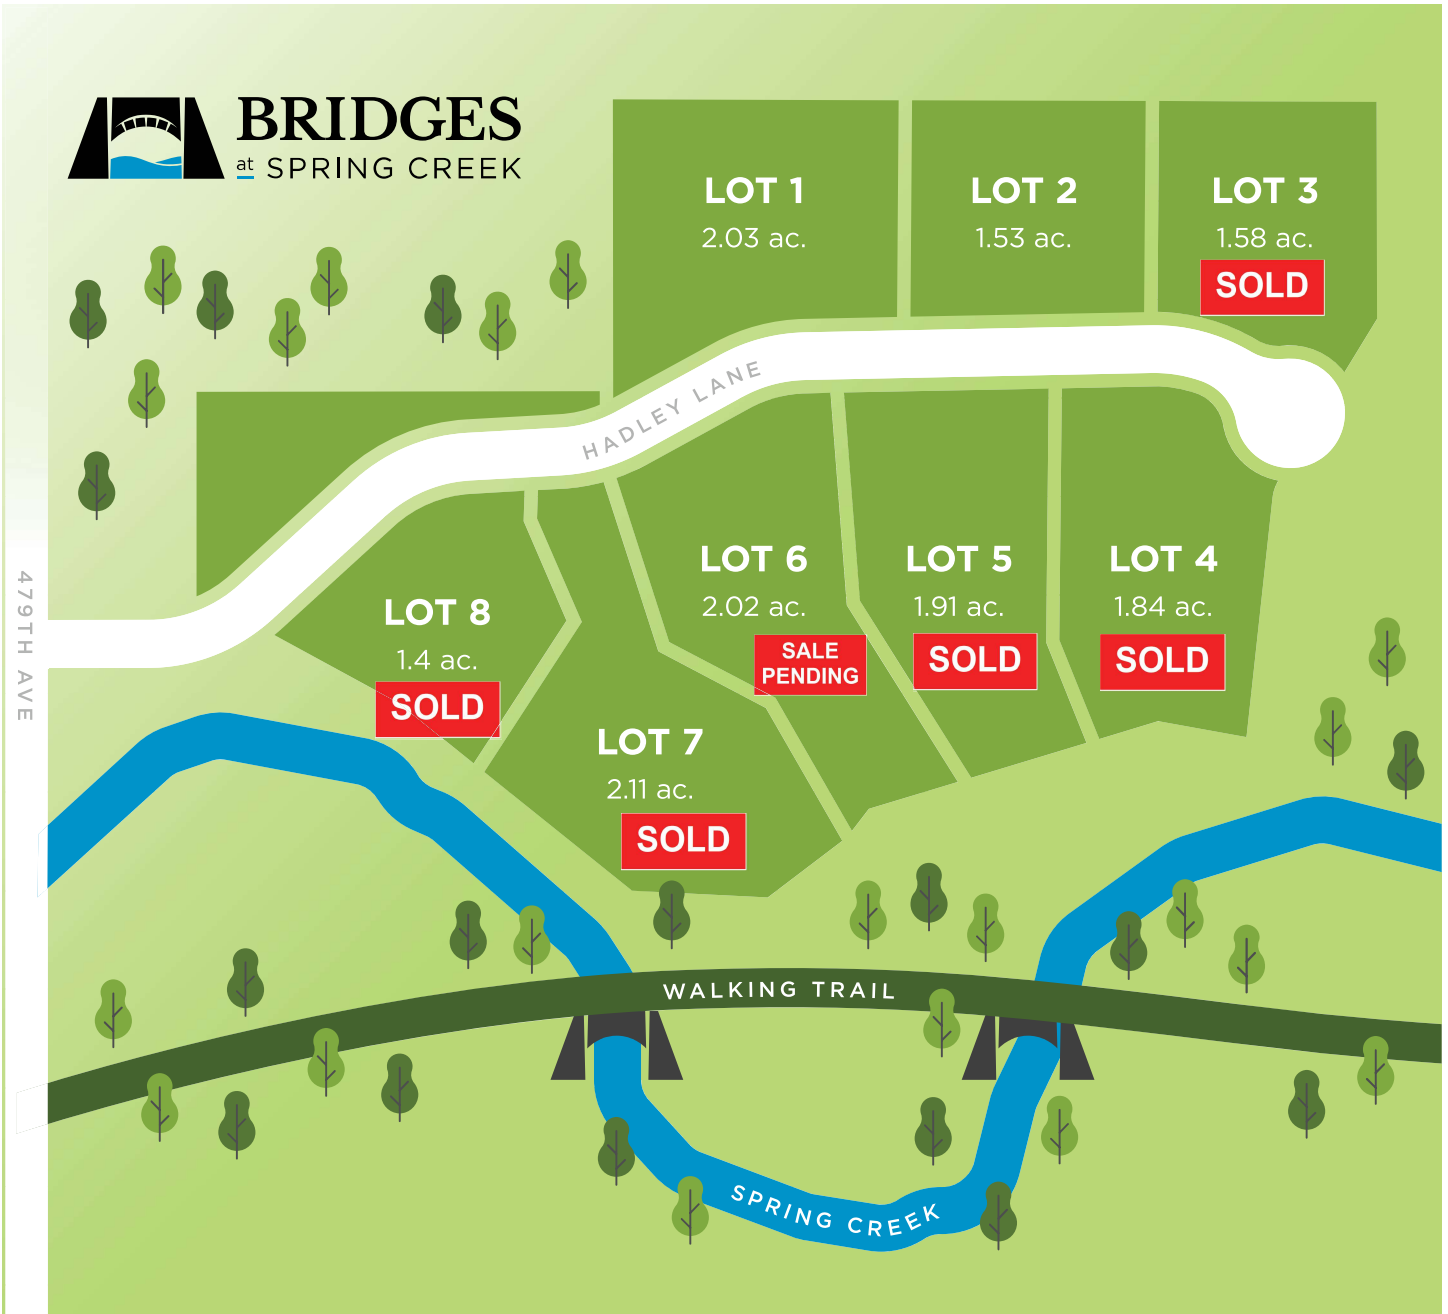 BRIDGES
at SPRING CREEK
LOT 1
2.03 ac.
LOT 2
1.53 ac.
LOT 3
1.58 ac.
SOLD
HADLEY LANE
479TH AVE
LOT 8
1.4 ac.
SOLD
LOT 7
2.11 ac.
SOLD
LOT 6
2.02 ac.
SALE
PENDING
LOT 5
1.91 ac.
SOLD
LOT 4
1.84 ac.
SOLD
WALKING TRAIL
SPRING CREEK